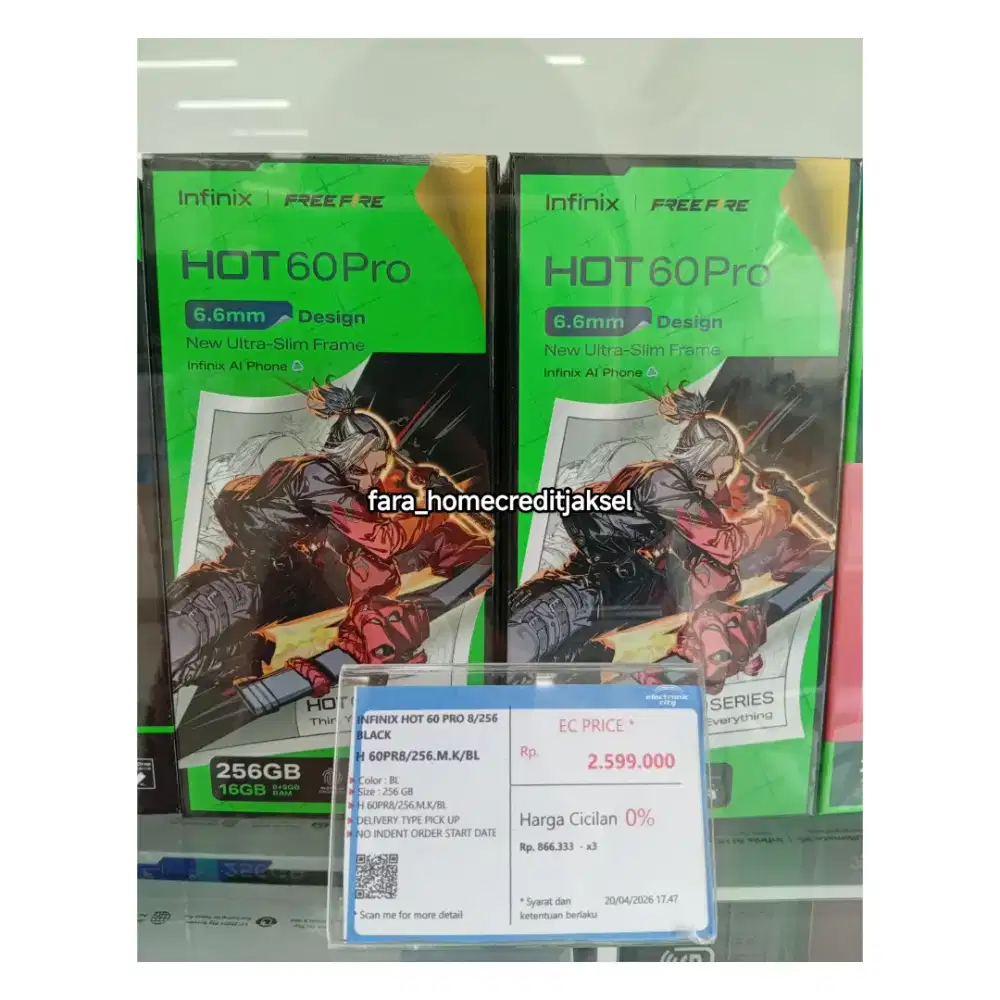 Infinix | FREE FIRE
HOT 60 Pro
6.6mm Design
New Ultra-Slim Frame
Infinix AI Phone
256GB
16GB 8+8GB RAM
Infinix | FREE FIRE
HOT 60 Pro
6.6mm Design
New Ultra-Slim Frame
Infinix AI Phone
SERIES
Everything
fara_homecreditjaksel
electronic city
INFINIX HOT 60 PRO 8/256
BLACK
H 60PR8/256.M.K/BL
Color : BL
Size : 256 GB
H 60PR8/256.M.K/BL
DELIVERY TYPE PICK UP
NO INDENT ORDER START DATE
* Scan me for more detail
EC PRICE *
Rp. 2.599.000
Harga Cicilan 0%
Rp. 866.333 - x3
* Syarat dan
ketentuan berlaku
20/04/2026 17.47
256GB